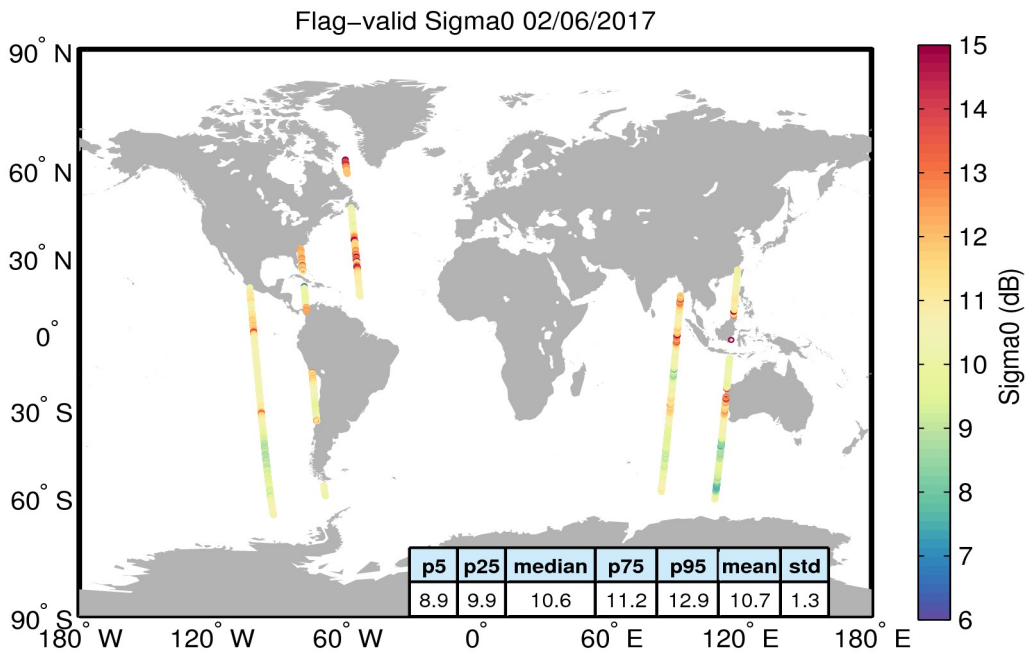 Flag−valid Sigma0 02/06/2017
90° N
60° N
30° N
0°
30° S
60° S
90° S
180° W
120° W
60° W
0°
60° E
120° E
180° E
p5 p25 median p75 p95 mean std
8.9 9.9 10.6 11.2 12.9 10.7 1.3
15
14
13
12
11
10
9
8
7
6
Sigma0 (dB)